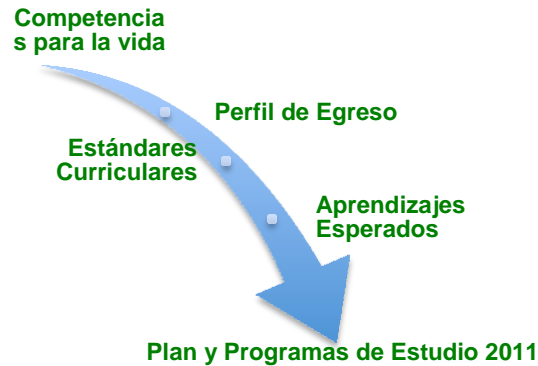 Competencia
s para la vida
Perfil de Egreso
Estándares
Curriculares
Aprendizajes
Esperados
Plan y Programas de Estudio 2011